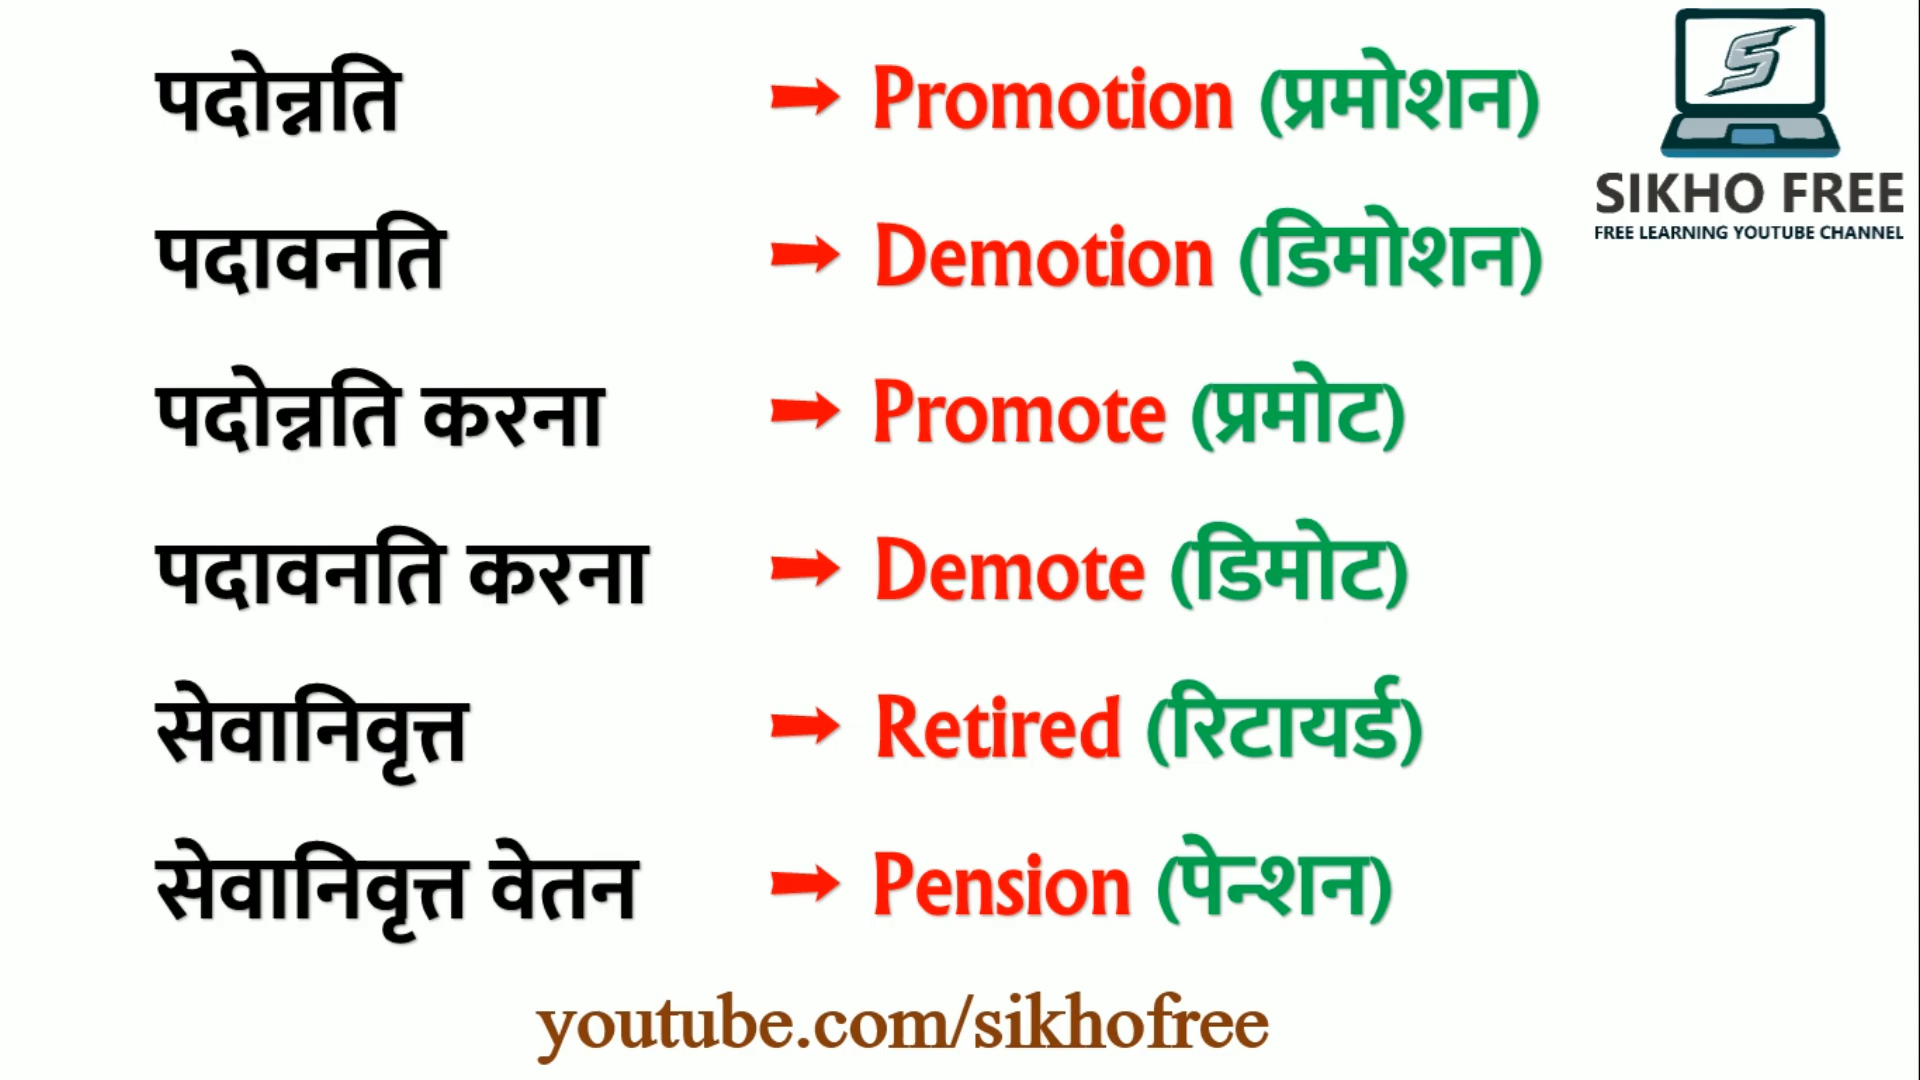 पदोन्नति ➡ Promotion (प्रमोशन)
पदावनति ➡ Demotion (डिमोशन)
पदोन्नति करना ➡ Promote (प्रमोट)
पदावनति करना ➡ Demote (डिमोट)
सेवानिवृत्त ➡ Retired (रिटायर्ड)
सेवानिवृत्त वेतन ➡ Pension (पेन्शन)
youtube.com/sikhofree
S
SIKHO FREE
FREE LEARNING YOUTUBE CHANNEL